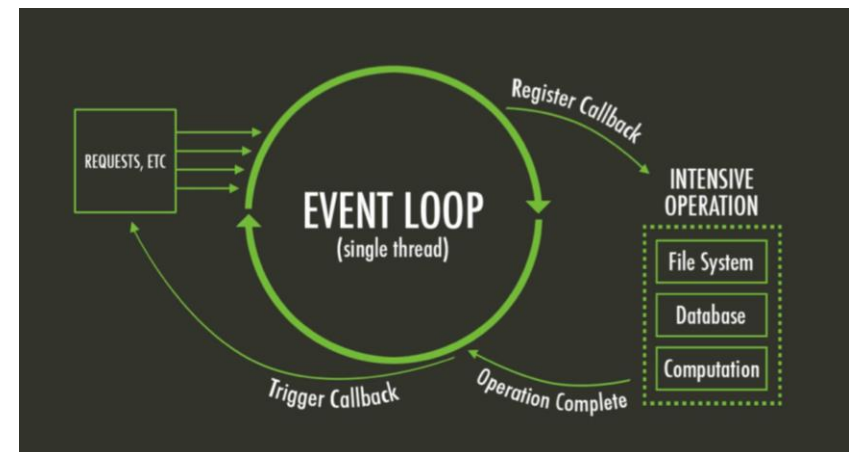 REQUESTS, ETC
EVENT LOOP
(single thread)
Register Callback
INTENSIVE
OPERATION
File System
Database
Computation
Operation Complete
Trigger Callback